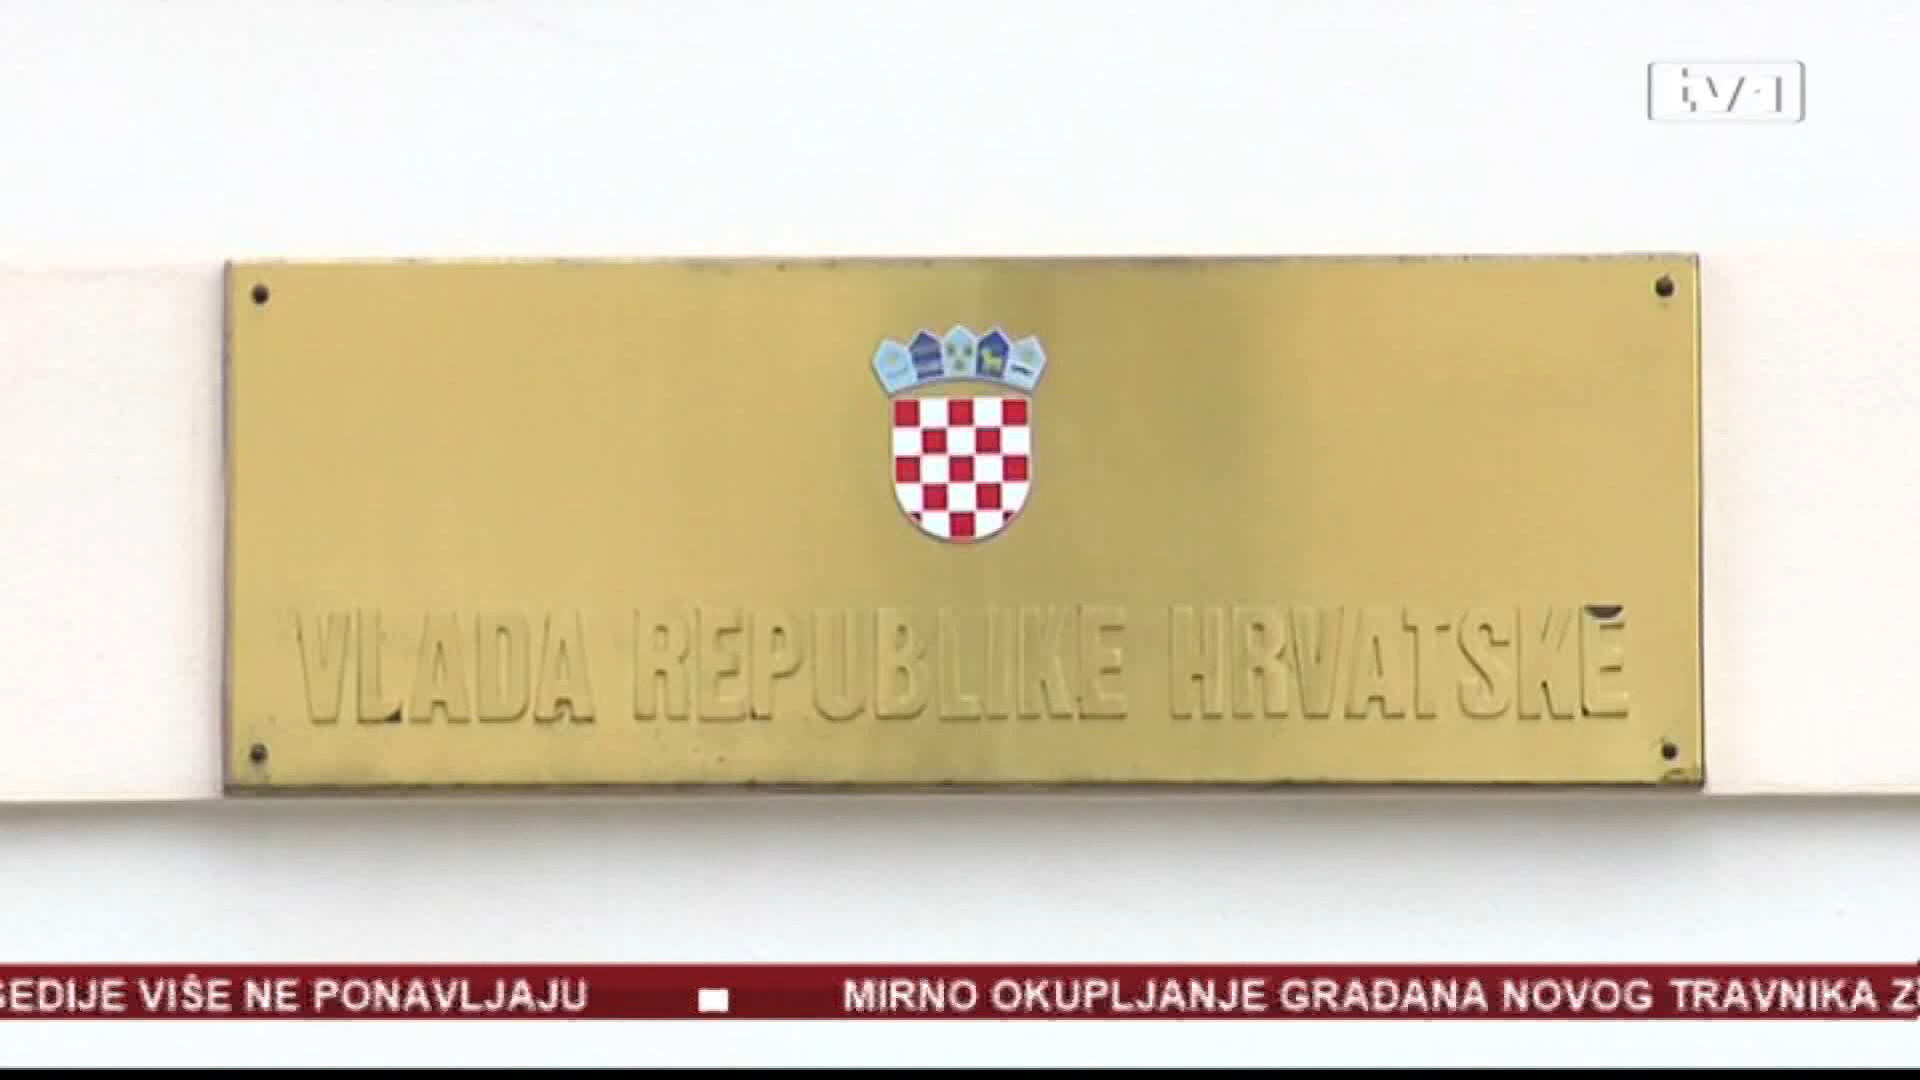 tv1
VLADA REPUBLIKE HRVATSKE
VIŠE NE PONAVLJAJU
MIRNO OKUPLJANJE GRAĐANA NOVOG TRAVNIKA